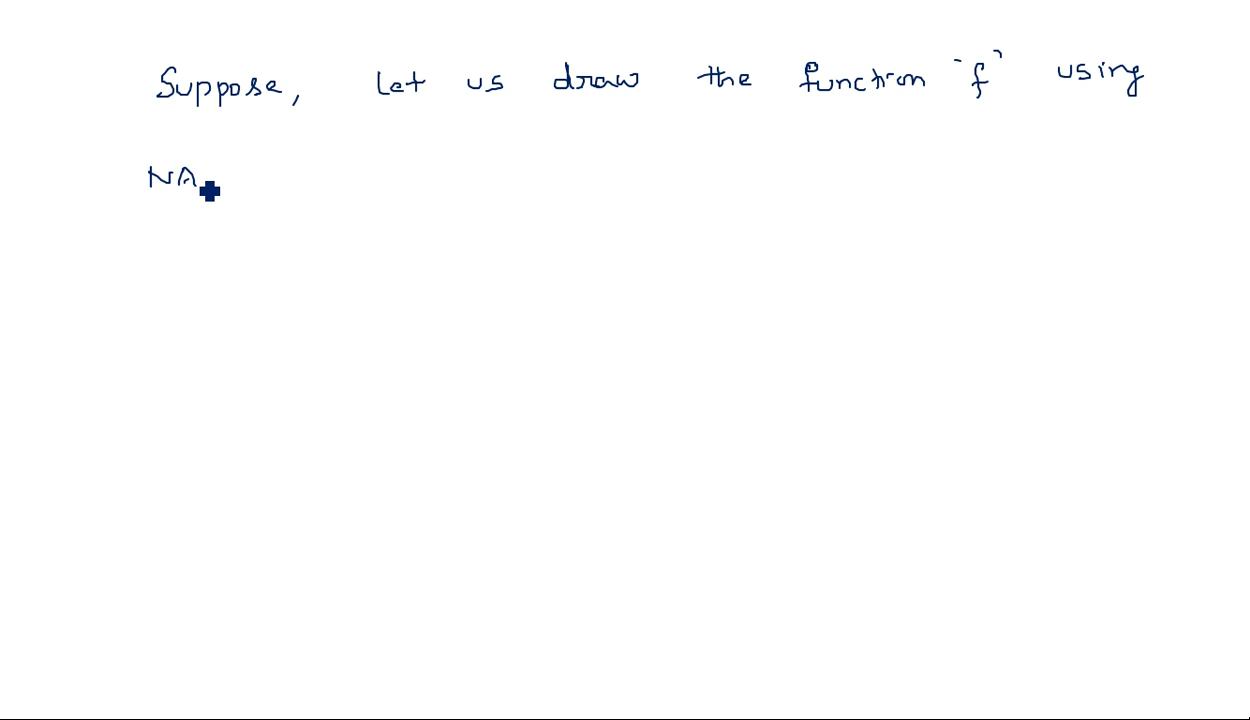 Suppose, Let us draw the function `f' using
NA